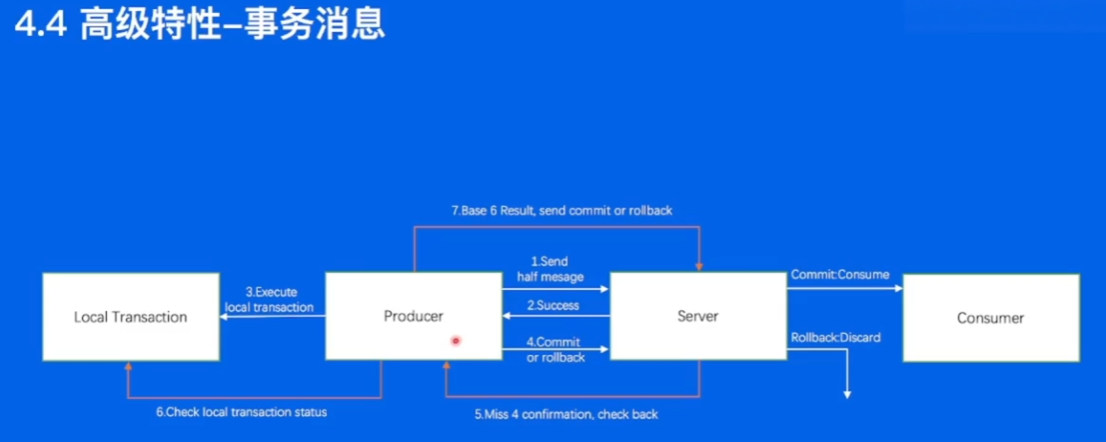 4.4 高级特性–事务消息
7.Base 6 Result, send commit or rollback
1.Send
half mesage
Commit:Consume
3.Execute
local transaction
2.Success
Local Transaction
Producer
Server
Consumer
4.Commit
or rollback
Rollback:Discard
6.Check local transaction status
5.Miss 4 confirmation, check back